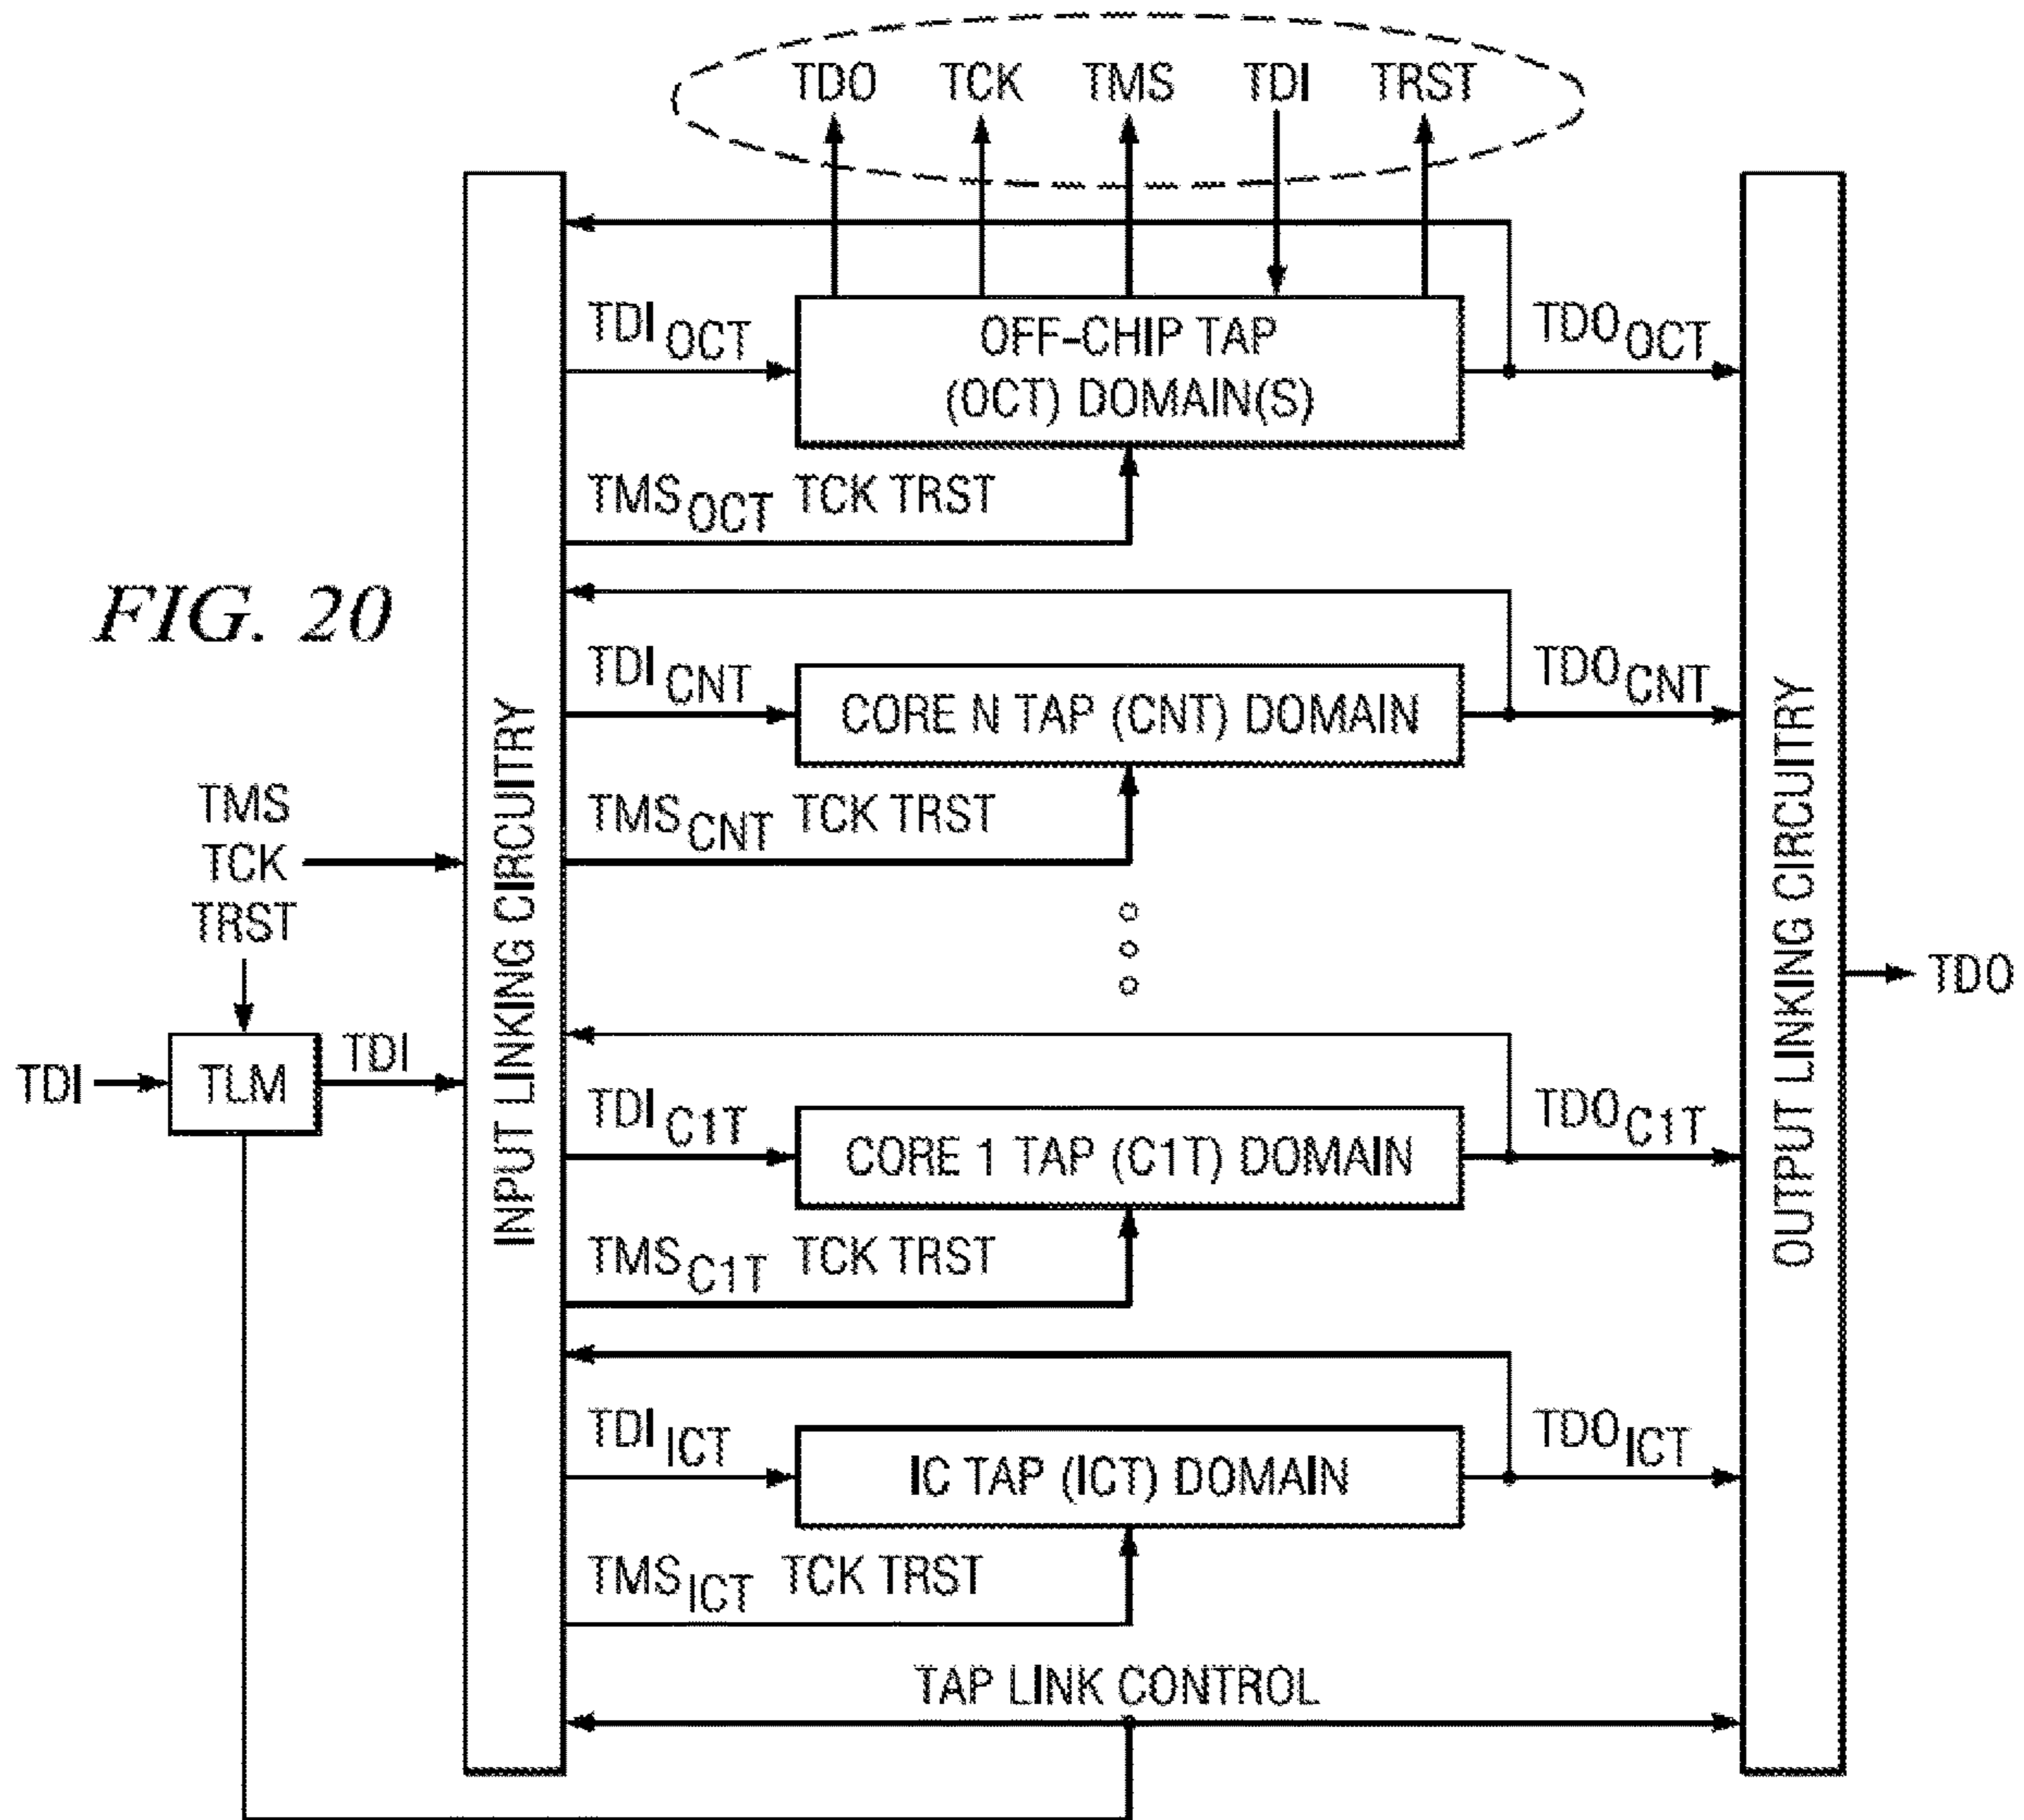 TDO TCK TMS TDI TRST
TDI OCT
OFF-CHIP TAP
(OCT) DOMAIN(S)
TDO OCT
TMS OCT TCK TRST
FIG. 20
TDI CNT
CORE N TAP (CNT) DOMAIN
TDO CNT
TMS CNT TCK TRST
TMS
TCK
TRST
INPUT LINKING CIRCUITRY
OUTPUT LINKING CIRCUITRY
TDO
TDI
TLM
TDI
TDI C1T
CORE 1 TAP (C1T) DOMAIN
TDO C1T
TMS C1T TCK TRST
TDI ICT
IC TAP (ICT) DOMAIN
TDO ICT
TMS ICT TCK TRST
TAP LINK CONTROL